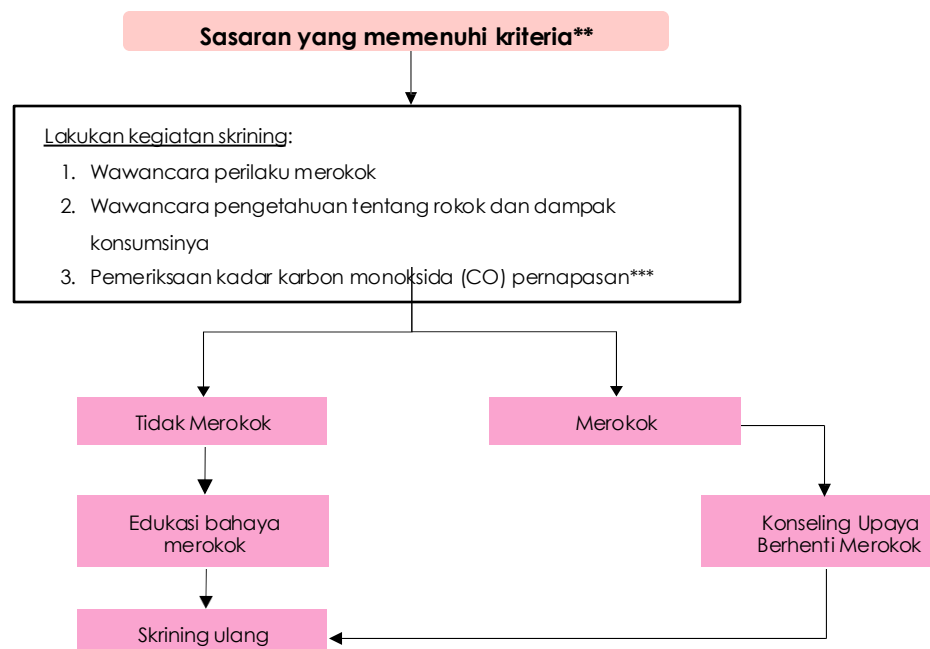 Sasaran yang memenuhi kriteria**
Lakukan kegiatan skrining:
1. Wawancara perilaku merokok
2. Wawancara pengetahuan tentang rokok dan dampak
konsumsinya
3. Pemeriksaan kadar karbon monoksida (CO) pernapasan***
Tidak Merokok
Merokok
Edukasi bahaya
merokok
Konseling Upaya
Berhenti Merokok
Skrining ulang